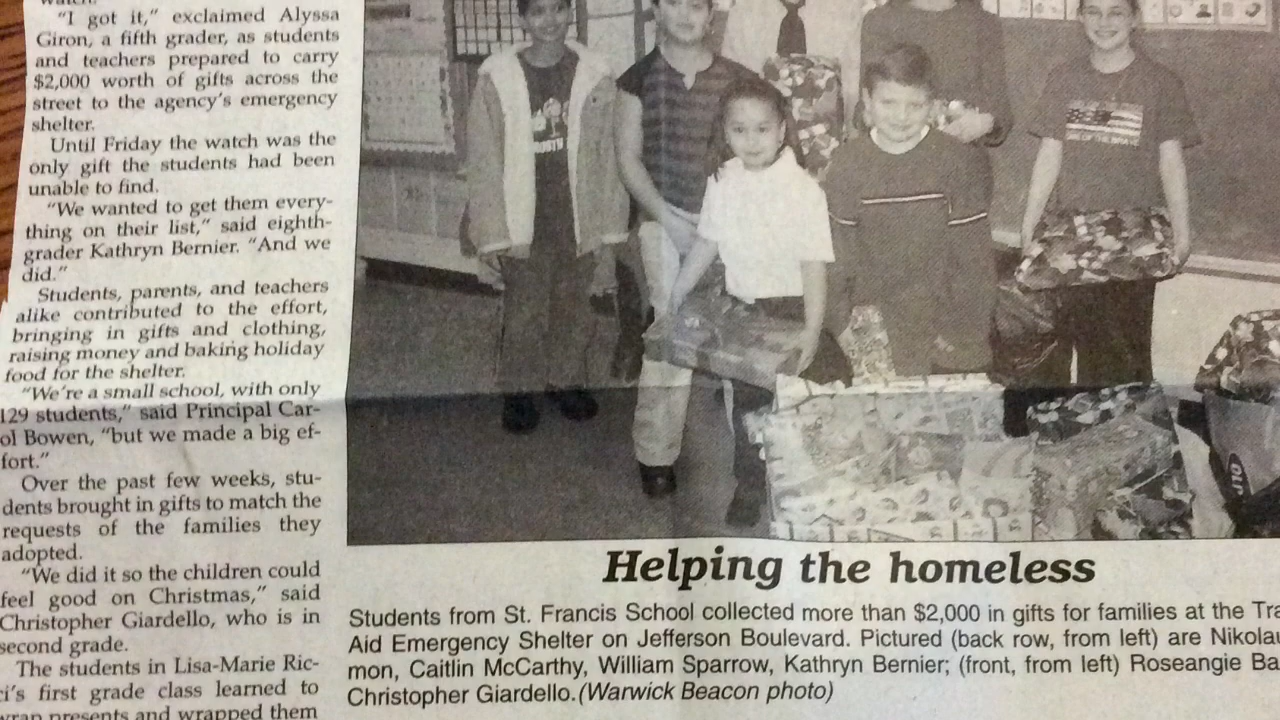 "I got it," exclaimed Alyssa
Giron, a fifth grader, as students
and teachers prepared to carry
$2,000 worth of gifts across the
street to the agency's emergency
shelter.
Until Friday the watch was the
only gift the students had been
unable to find.
"We wanted to get them every-
thing on their list," said eighth-
grader Kathryn Bernier. "And we
did."
Students, parents, and teachers
alike contributed to the effort,
bringing in gifts and clothing,
raising money and baking holiday
food for the shelter.
"We're a small school, with only
129 students," said Principal Car-
ol Bowen, "but we made a big ef-
fort."
Over the past few weeks, stu-
dents brought in gifts to match the
requests of the families they
adopted.
"We did it so the children could
feel good on Christmas," said
Christopher Giardello, who is in
second grade.
The students in Lisa-Marie Ric-
ci's first grade class learned to
wrap presents and wrapped them
Helping the homeless
Students from St. Francis School collected more than $2,000 in gifts for families at the Tra
Aid Emergency Shelter on Jefferson Boulevard. Pictured (back row, from left) are Nikolau
mon, Caitlin McCarthy, William Sparrow, Kathryn Bernier; (front, from left) Roseangie Ba
Christopher Giardello. (Warwick Beacon photo)